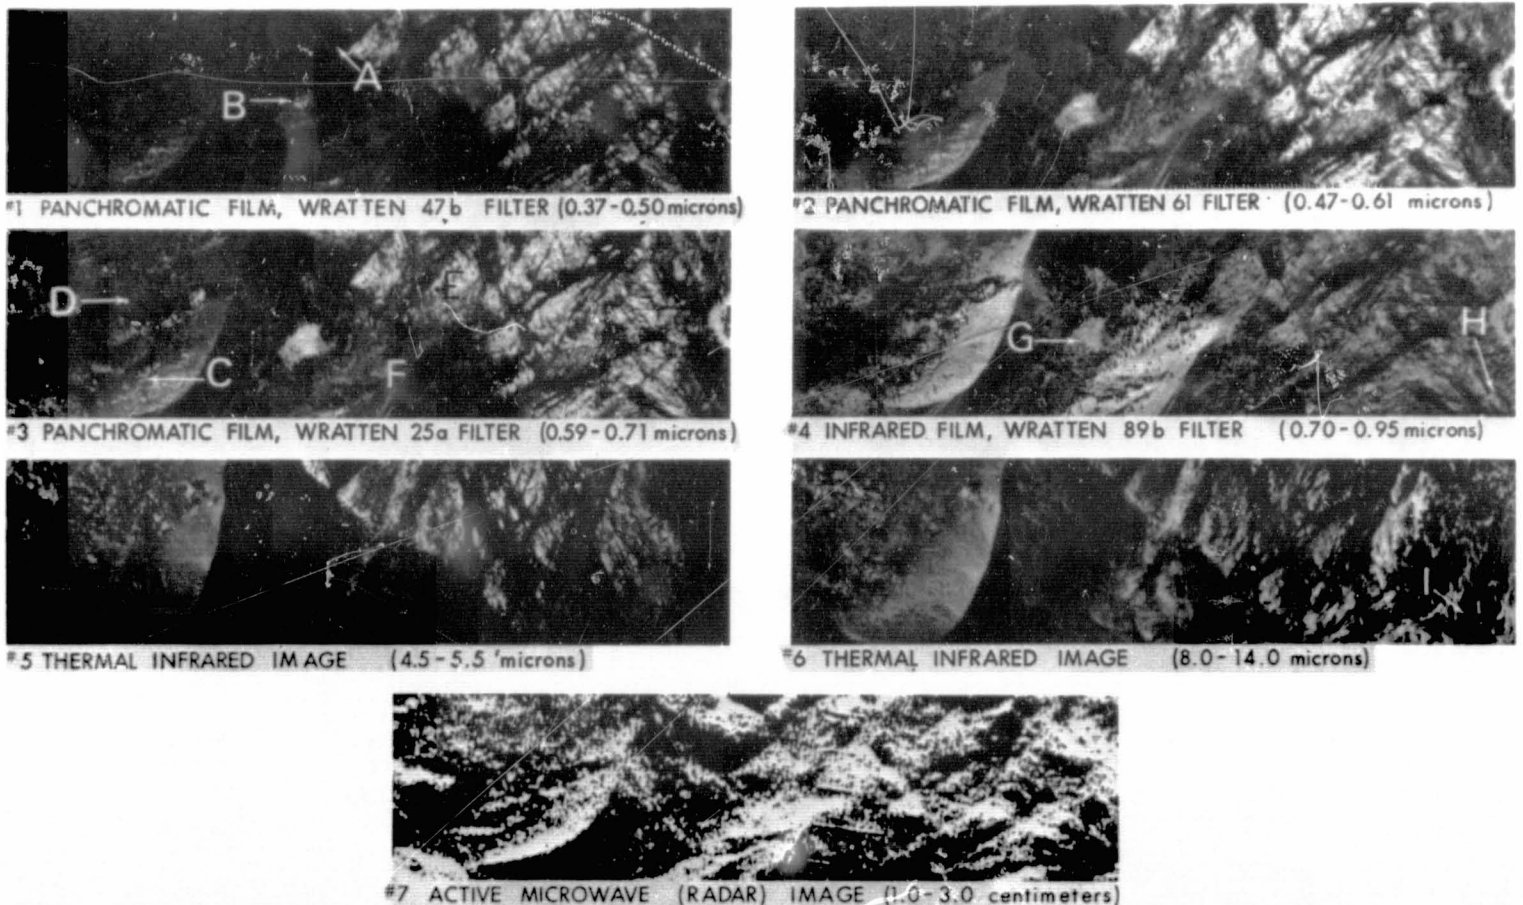 A
B
#1 PANCHROMATIC FILM, WRATTEN 47b FILTER (0.37-0.50 microns)
#2 PANCHROMATIC FILM, WRATTEN 61 FILTER (0.47-0.61 microns)
D
E
C
F
#3 PANCHROMATIC FILM, WRATTEN 25a FILTER (0.59-0.71 microns)
G
H
#4 INFRARED FILM, WRATTEN 89b FILTER (0.70-0.95 microns)
#5 THERMAL INFRARED IMAGE (4.5-5.5 microns)
I
#6 THERMAL INFRARED IMAGE (8.0-14.0 microns)
#7 ACTIVE MICROWAVE (RADAR) IMAGE (1.0-3.0 centimeters)